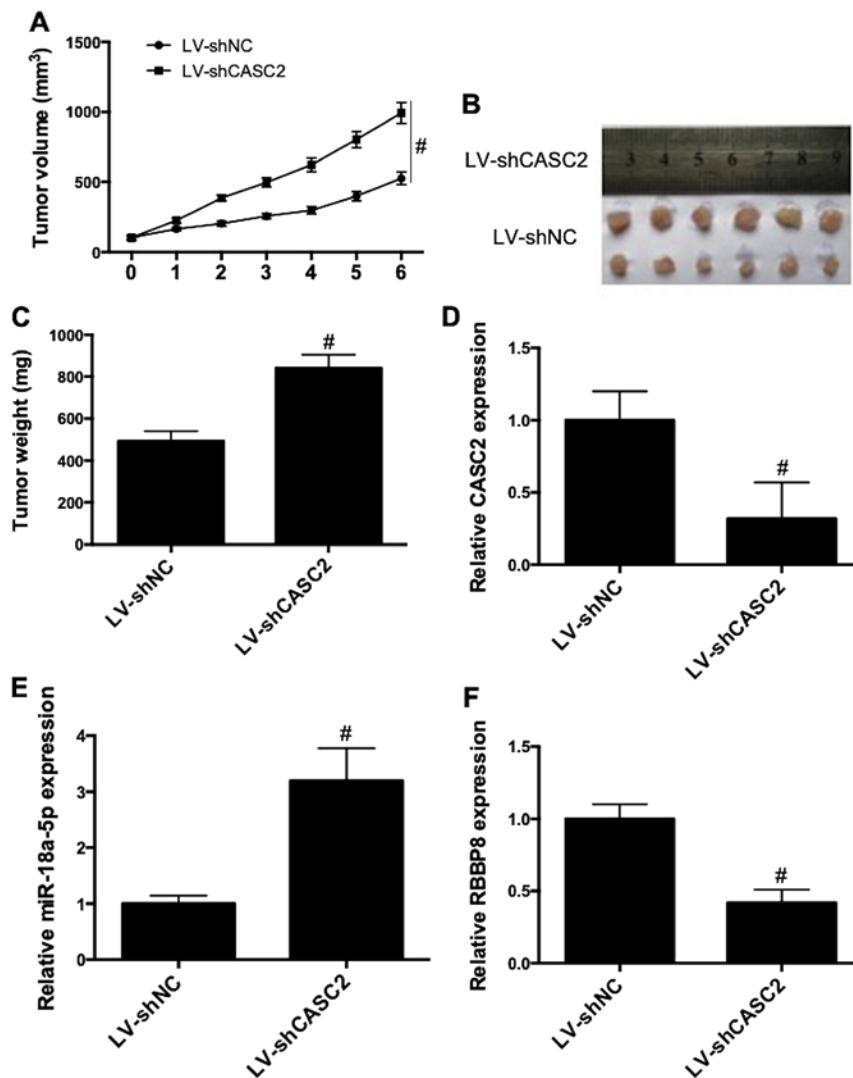 A
LV-shNC
LV-shCASC2
Tumor volume (mm³)
1500
1000
500
0
#
0 1 2 3 4 5 6
B
LV-shCASC2
3 4 5 6 7 8 9
LV-shNC
C
Tumor weight (mg)
1000
800
600
400
200
0
#
LV-shNC
LV-shCASC2
D
Relative CASC2 expression
1.5
1.0
0.5
0.0
#
LV-shNC
LV-shCASC2
E
Relative miR-18a-5p expression
4
3
2
1
0
#
LV-shNC
LV-shCASC2
F
Relative RBBP8 expression
1.5
1.0
0.5
0.0
#
LV-shNC
LV-shCASC2